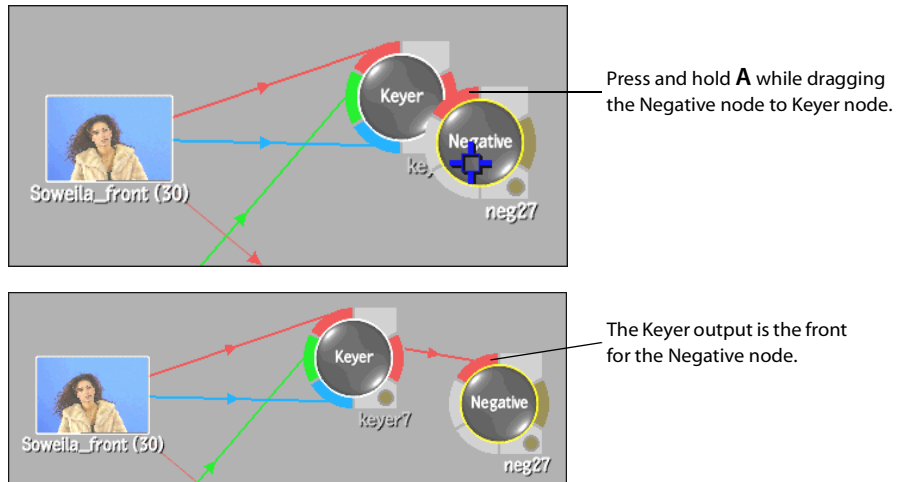 Keyer
Press and hold A while dragging
the Negative node to Keyer node.
Negative
Soweila_front (30)
neg27
Keyer
The Keyer output is the front
for the Negative node.
Negative
keyer7
Soweila_front (30)
neg27